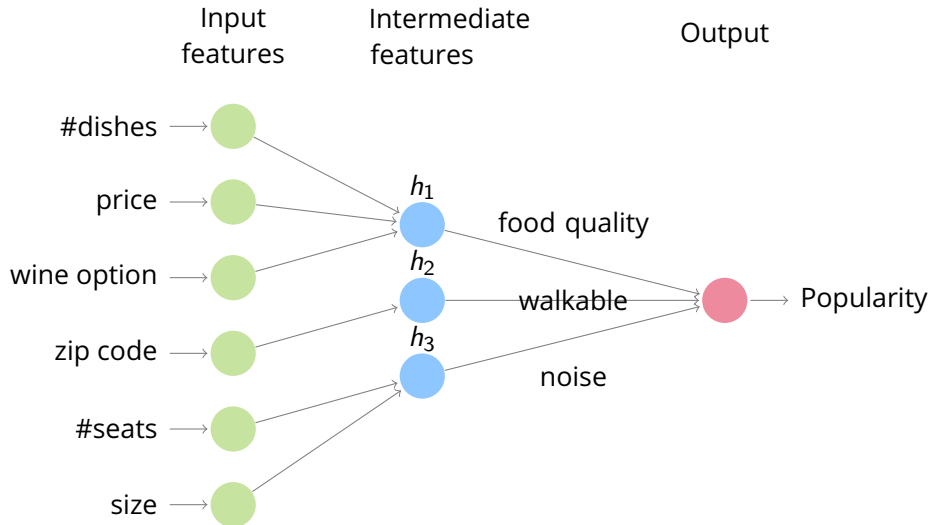 Input
features
Intermediate
features
Output
#dishes
price
wine option
zip code
#seats
size
h₁
h₂
h₃
food quality
walkable
noise
Popularity